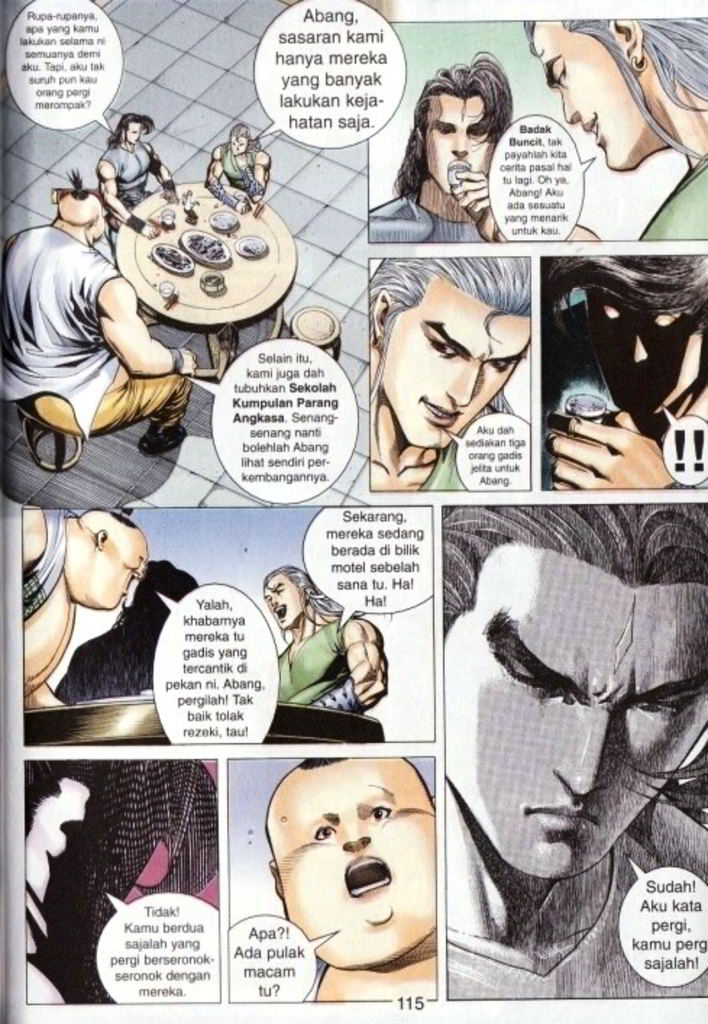 Rupa-rupanya,
apa yang kamu
lakukan selama ni
semuanya demi
aku. Tapi, aku tak
suruh pun kau
orang pergi
merompak?
Abang,
sasaran kami
hanya mereka
yang banyak
lakukan keja-
hatan saja.
Badak
Buncit, tak
payahlah kita
cerita pasal hal
tu lagi. Oh ya,
Abang! Aku
ada sesuatu
yang menarik
untuk kau.
Selain itu,
kami juga dah
tubuhkan Sekolah
Kumpulan Parang
Angkasa. Senang-
senang nanti
bolehlah Abang
lihat sendiri per-
kembangannya.
Aku dah
sediakan tiga
gadis jelita untuk
Abang.
!!
Sekarang,
mereka sedang
berada di bilik
motel sebelah
sana tu. Ha!
Ha!
Yalah,
khabarnya
mereka tu
gadis yang
tercantik di
pekan ni. Abang,
pergilah! Tak
baik tolak
rezeki, tau!
Tidak!
Kamu berdua
sajalah yang
pergi berseronok-
seronok dengan
mereka.
Apa?!
Ada pulak
macam
tu?
Sudah!
Aku kata
pergi,
kamu perg
sajalah!
115